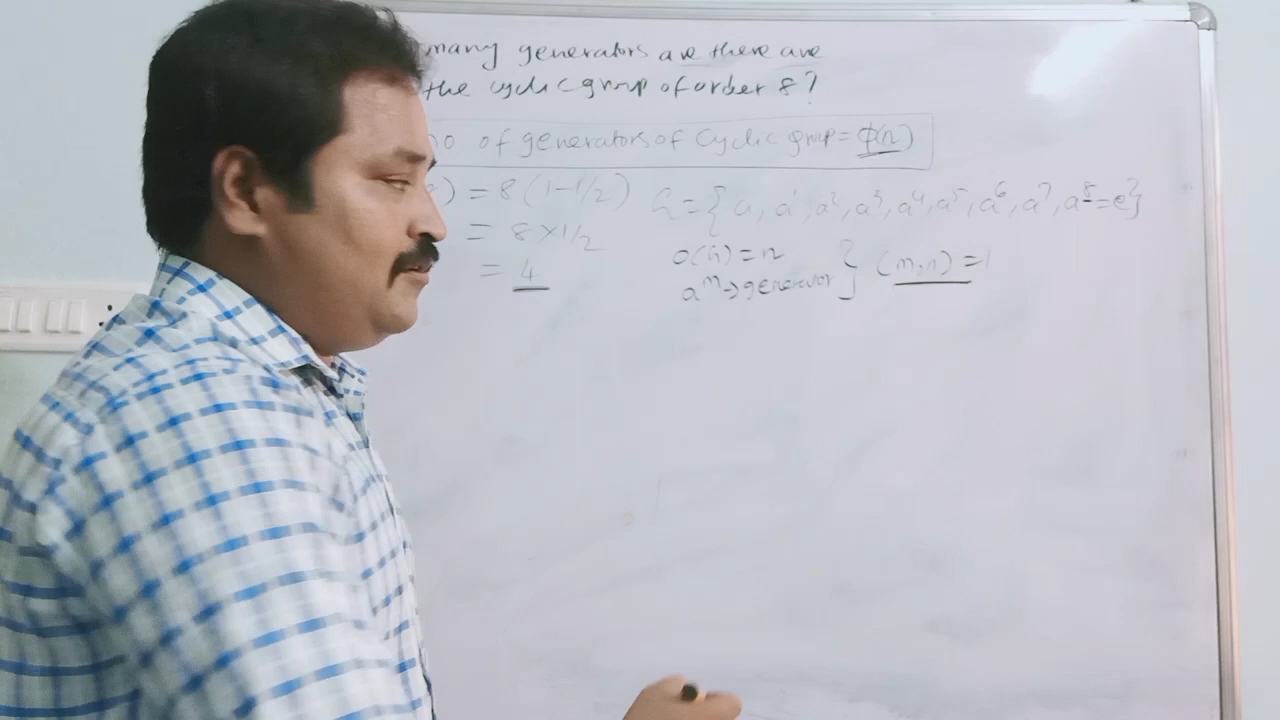 many generators are there are
the cyclic group of order 8?
no of generators of cyclic group = φ(n)
) = 8(1-1/2)
= 8×1/2
= 4
G = {a, a¹, a², a³, a⁴, a⁵, a⁶, a⁷, a⁸=e}
o(G) = n
aᵐ→generator } (m,n) = 1